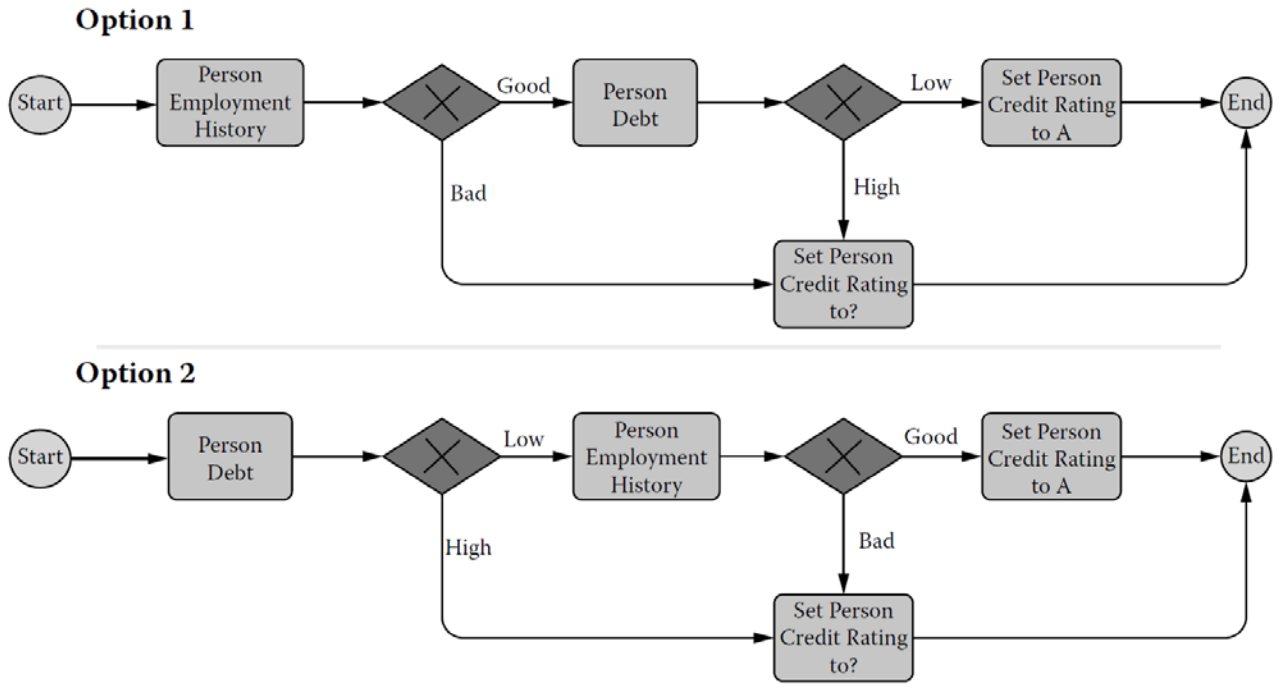 Option 1
Start
Person
Employment
History
Good
Person
Debt
Low
Set Person
Credit Rating
to A
End
Bad
High
Set Person
Credit Rating
to?
Option 2
Start
Person
Debt
Low
Person
Employment
History
Good
Set Person
Credit Rating
to A
End
High
Bad
Set Person
Credit Rating
to?